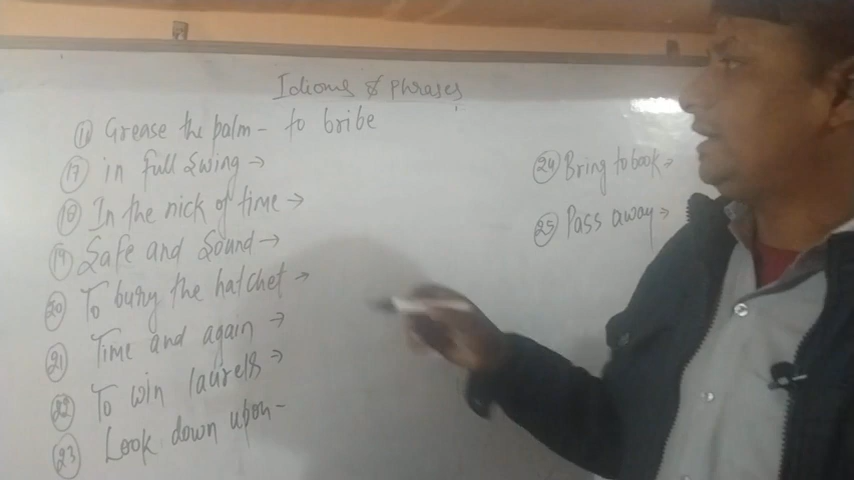 Idioms & Phrases
16 Grease the palm - to bribe
17 in full Swing →
18 In the nick of time →
19 Safe and Sound →
20 To bury the hatchet →
21 Time and again →
22 To win laurels →
23 Look down upon -
24 Bring to book →
25 Pass away →